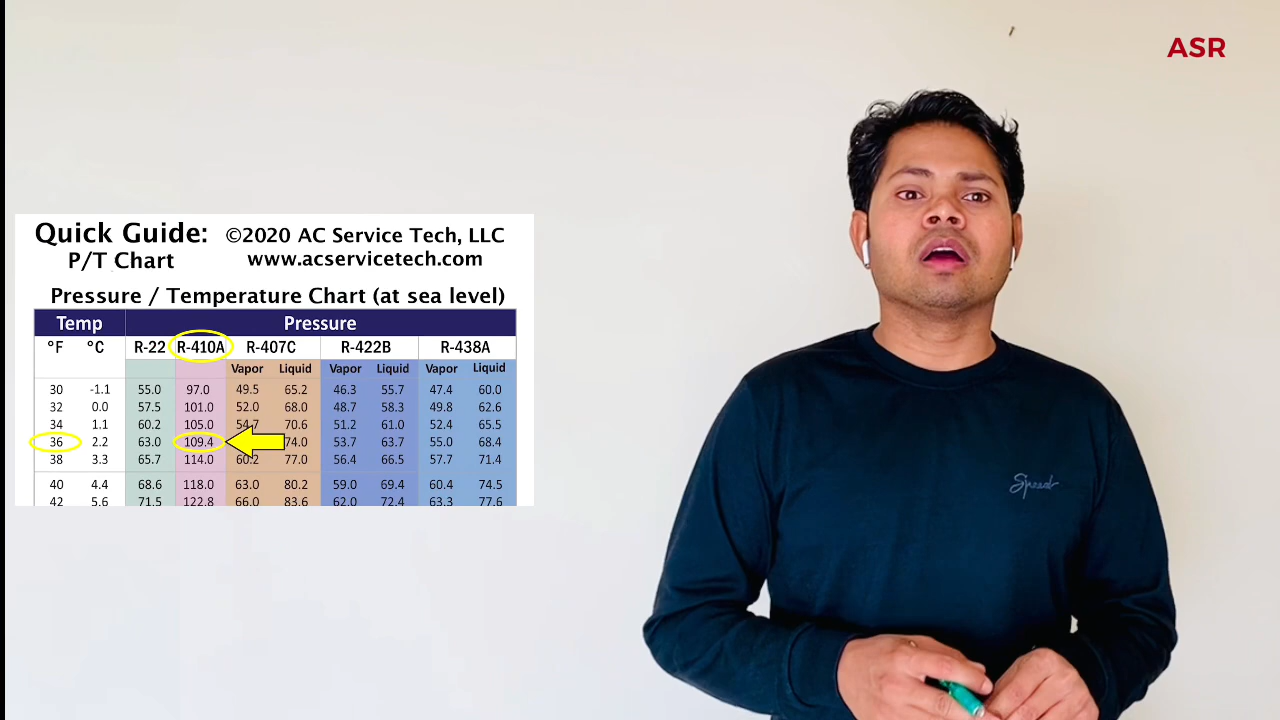 ASR
Quick Guide: ©2020 AC Service Tech, LLC
P/T Chart www.acservicetech.com
Pressure / Temperature Chart (at sea level)
Temp Pressure
°F °C R-22 R-410A R-407C R-422B R-438A
Vapor Liquid Vapor Liquid Vapor Liquid
30 -1.1 55.0 97.0 49.5 65.2 46.3 55.7 47.4 60.0
32 0.0 57.5 101.0 52.0 68.0 48.7 58.3 49.8 62.6
34 1.1 60.2 105.0 54.7 70.6 51.2 61.0 52.4 65.5
36 2.2 63.0 109.4 74.0 53.7 63.7 55.0 68.4
38 3.3 65.7 114.0 60.2 77.0 56.4 66.5 57.7 71.4
40 4.4 68.6 118.0 63.0 80.2 59.0 69.4 60.4 74.5
42 5.6 71.5 122.8 66.0 83.6 62.0 72.4 63.3 77.6